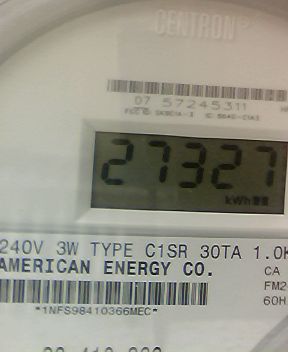 CENTRON®
07 57245311
27327
kWh
240V 3W TYPE C1SR 30TA 1.0K
AMERICAN ENERGY CO.
CA
FM2
60H
*1NFS98410366MEC*